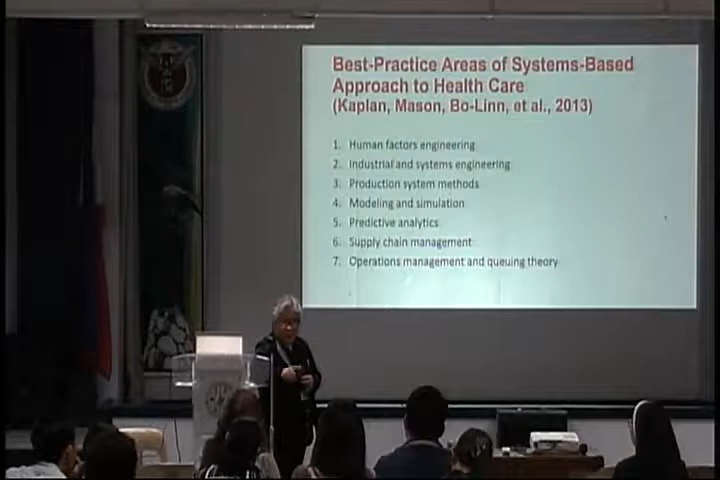 Best-Practice Areas of Systems-Based
Approach to Health Care
(Kaplan, Mason, Bo-Linn, et al., 2013)
1. Human factors engineering
2. Industrial and systems engineering
3. Production system methods
4. Modeling and simulation
5. Predictive analytics
6. Supply chain management
7. Operations management and queuing theory